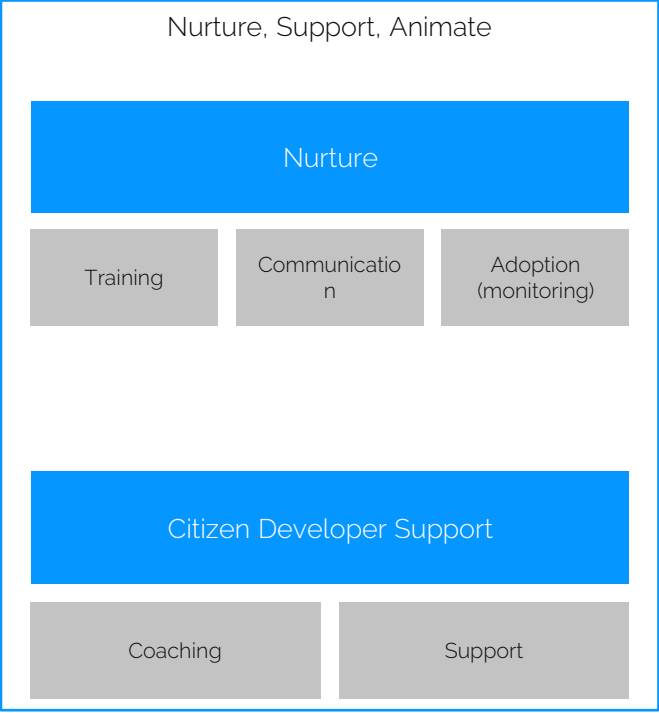 Nurture, Support, Animate
Nurture
Training
Communicatio
n
Adoption
(monitoring)
Citizen Developer Support
Coaching
Support